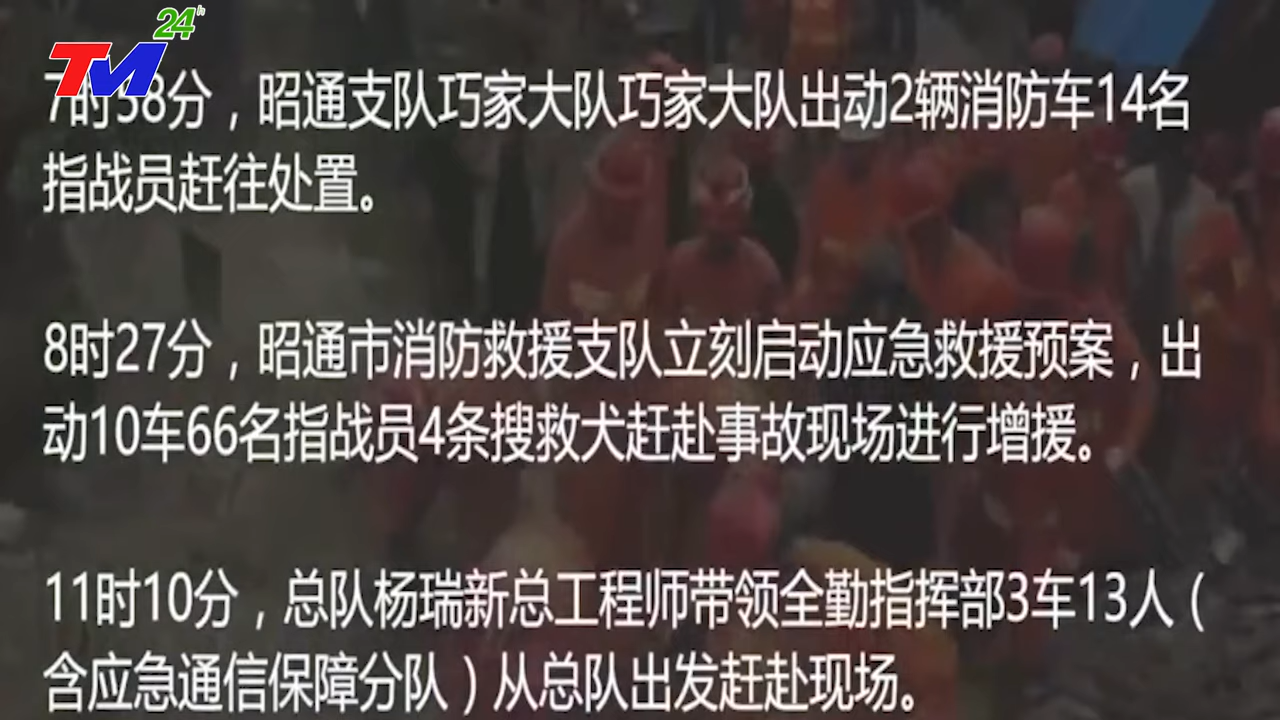 24h
TM
7时38分，昭通支队巧家大队巧家大队出动2辆消防车14名
指战员赶往处置。
8时27分，昭通市消防救援支队立刻启动应急救援预案，出
动10车66名指战员4条搜救犬赶赴事故现场进行增援。
11时10分，总队杨瑞新总工程师带领全勤指挥部3车13人（
含应急通信保障分队）从总队出发赶赴现场。